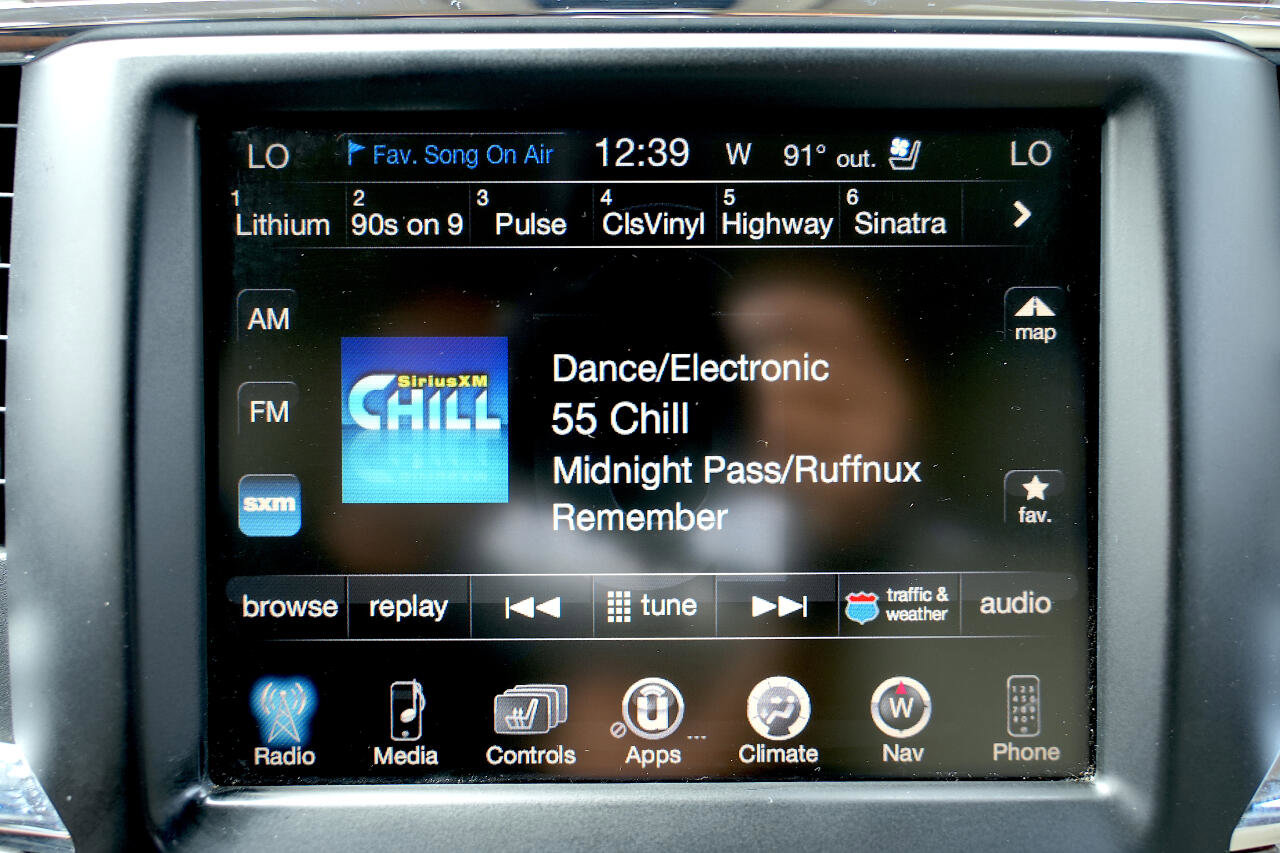 LO Fav. Song On Air 12:39 W 91° out. LO
1 2 3 4 5 6
Lithium 90s on 9 Pulse ClsVinyl Highway Sinatra
AM
map
SiriusXM
CHILL
Dance/Electronic
55 Chill
Midnight Pass/Ruffnux
Remember
FM
sxm
fav.
browse replay tune traffic & weather audio
W
Radio Media Controls Apps ... Climate Nav Phone